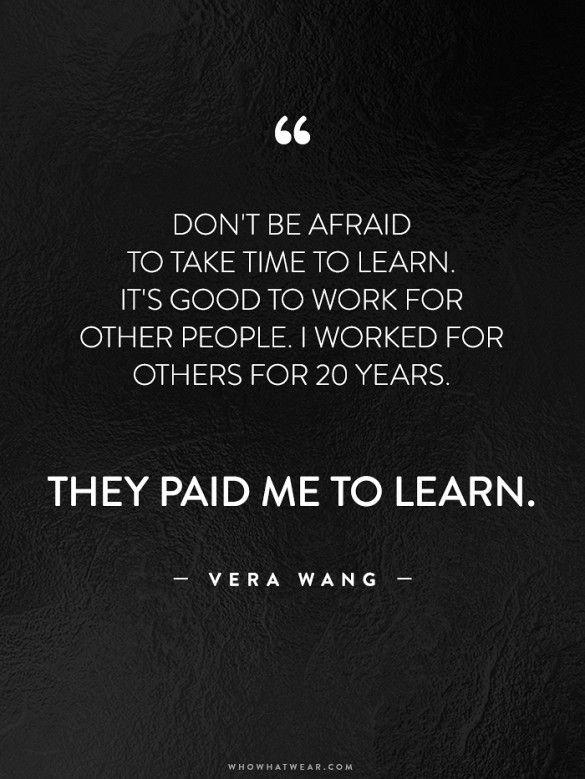 “
DON'T BE AFRAID
TO TAKE TIME TO LEARN.
IT'S GOOD TO WORK FOR
OTHER PEOPLE. I WORKED FOR
OTHERS FOR 20 YEARS.
THEY PAID ME TO LEARN.
— VERA WANG —
WHOWHATWEAR.COM